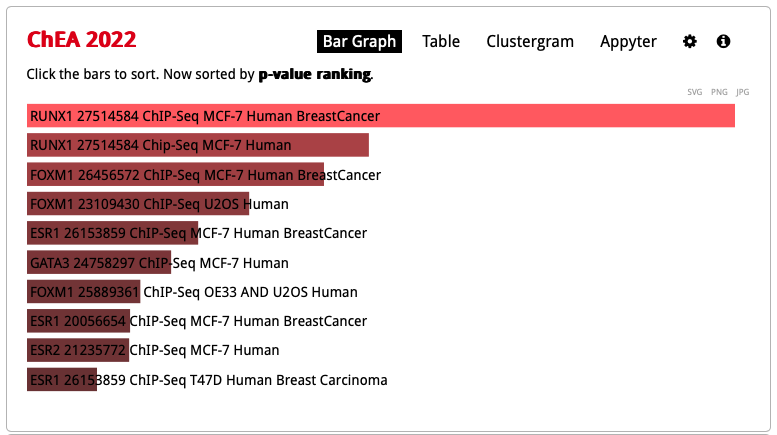 ChEA 2022
Bar Graph Table Clustergram Appyter
Click the bars to sort. Now sorted by p-value ranking.
SVG PNG JPG
RUNX1 27514584 ChIP-Seq MCF-7 Human BreastCancer
RUNX1 27514584 Chip-Seq MCF-7 Human
FOXM1 26456572 ChIP-Seq MCF-7 Human BreastCancer
FOXM1 23109430 ChIP-Seq U2OS Human
ESR1 26153859 ChIP-Seq MCF-7 Human BreastCancer
GATA3 24758297 ChIP-Seq MCF-7 Human
FOXM1 25889361 ChIP-Seq OE33 AND U2OS Human
ESR1 20056654 ChIP-Seq MCF-7 Human BreastCancer
ESR2 21235772 ChIP-Seq MCF-7 Human
ESR1 26153859 ChIP-Seq T47D Human Breast Carcinoma